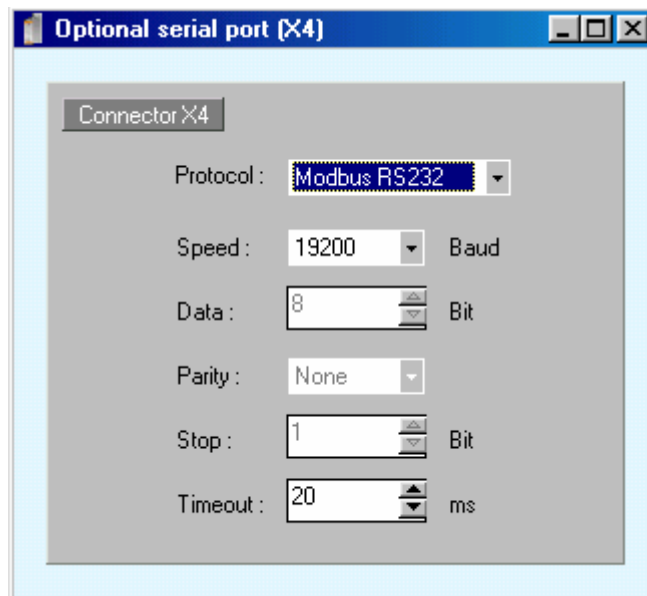 Optional serial port (X4)
Connector X4
Protocol : Modbus RS232
Speed : 19200 Baud
Data : 8 Bit
Parity : None
Stop : 1 Bit
Timeout : 20 ms